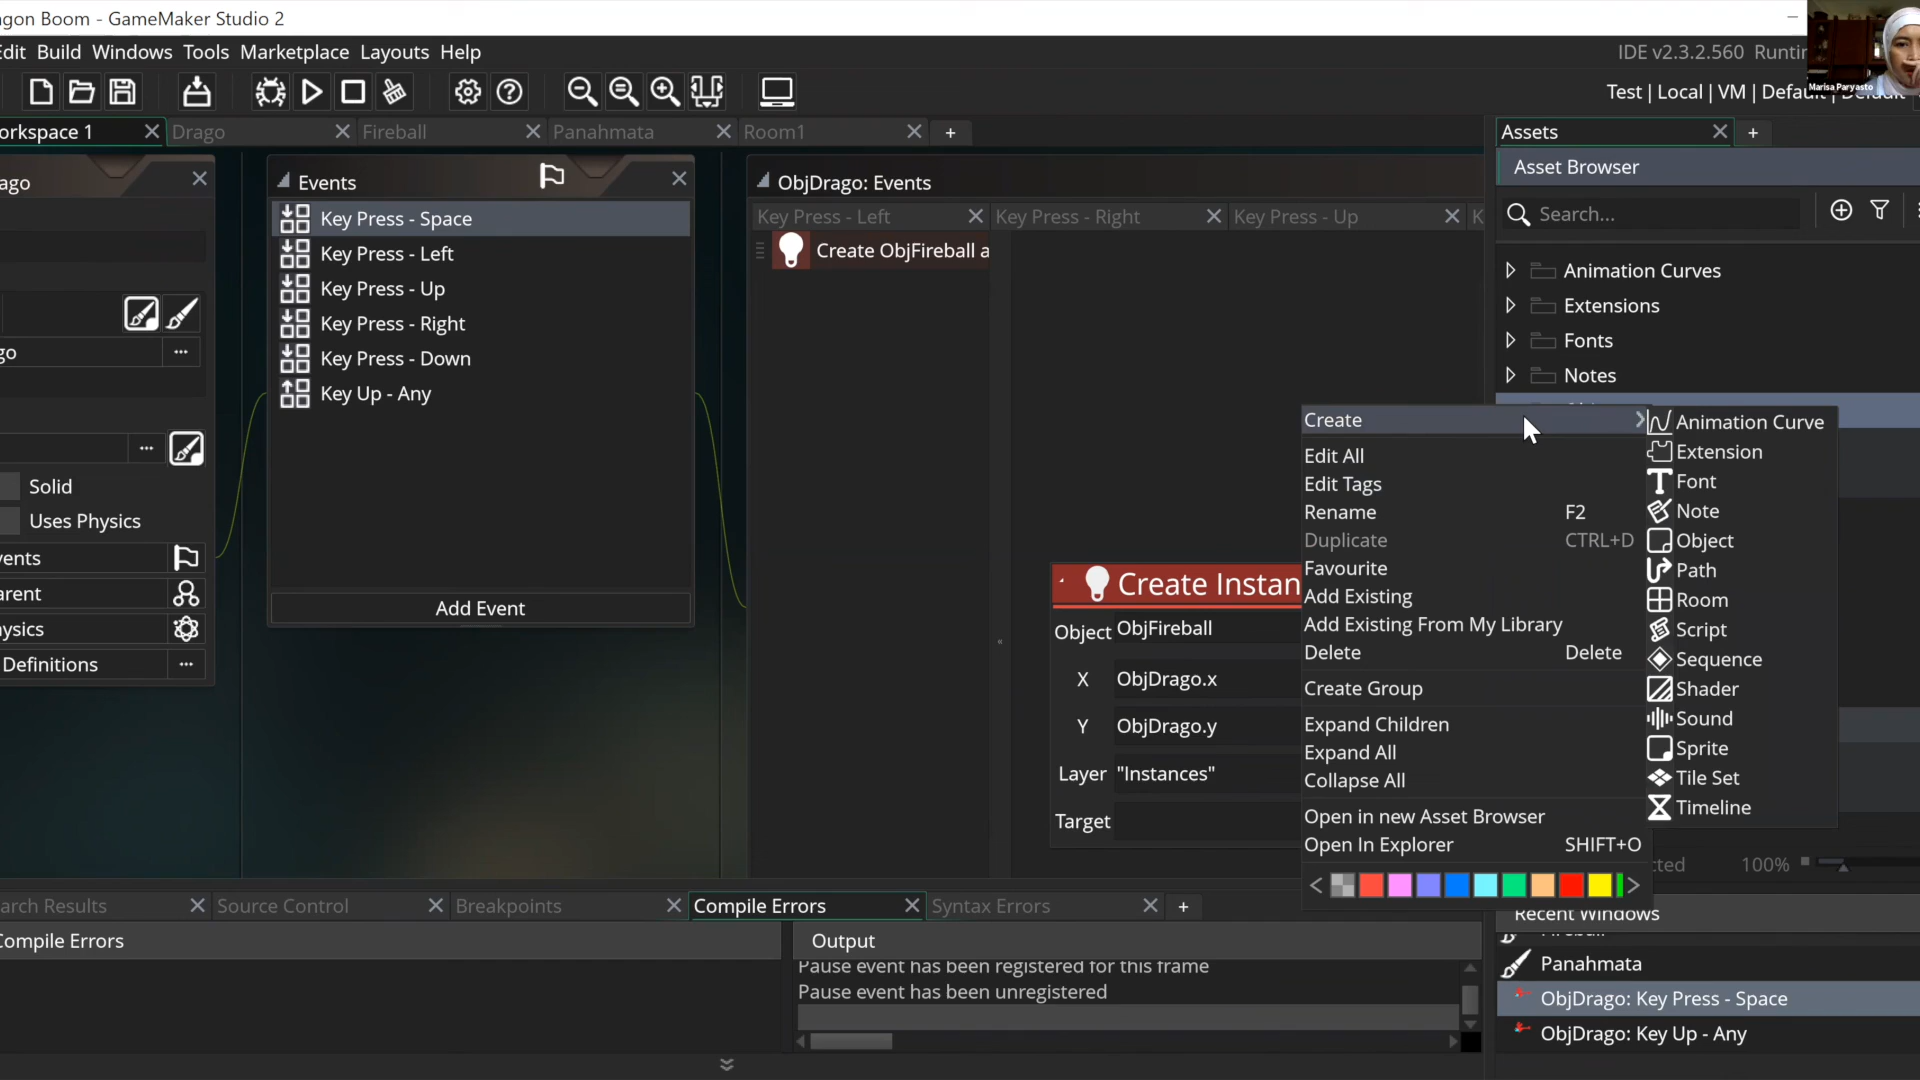 agon Boom - GameMaker Studio 2
Edit Build Windows Tools Marketplace Layouts Help
IDE v2.3.2.560 Runtim
Marisa Paryasto
Test | Local | VM | Default | Default
orkspace 1
Drago
Fireball
Panahmata
Room1
Assets
ago
Events
ObjDrago: Events
Asset Browser
Key Press - Space
Key Press - Left
Key Press - Up
Key Press - Right
Key Press - Down
Key Up - Any
Add Event
Key Press - Left
Key Press - Right
Key Press - Up
K
Create ObjFireball a
Search...
Animation Curves
Extensions
Fonts
Notes
go
Solid
Uses Physics
vents
arent
ysics
Definitions
Create Instan
Object ObjFireball
X ObjDrago.x
Y ObjDrago.y
Layer "Instances"
Target
Create
Edit All
Edit Tags
Rename F2
Duplicate CTRL+D
Favourite
Add Existing
Add Existing From My Library
Delete Delete
Create Group
Expand Children
Expand All
Collapse All
Open in new Asset Browser
Open In Explorer SHIFT+O
Animation Curve
Extension
Font
Note
Object
Path
Room
Script
Sequence
Shader
Sound
Sprite
Tile Set
Timeline
cted 100%
arch Results
Source Control
Breakpoints
Compile Errors
Syntax Errors
Compile Errors
Output
Pause event has been registered for this frame
Pause event has been unregistered
Recent Windows
Fireball
Panahmata
ObjDrago: Key Press - Space
ObjDrago: Key Up - Any